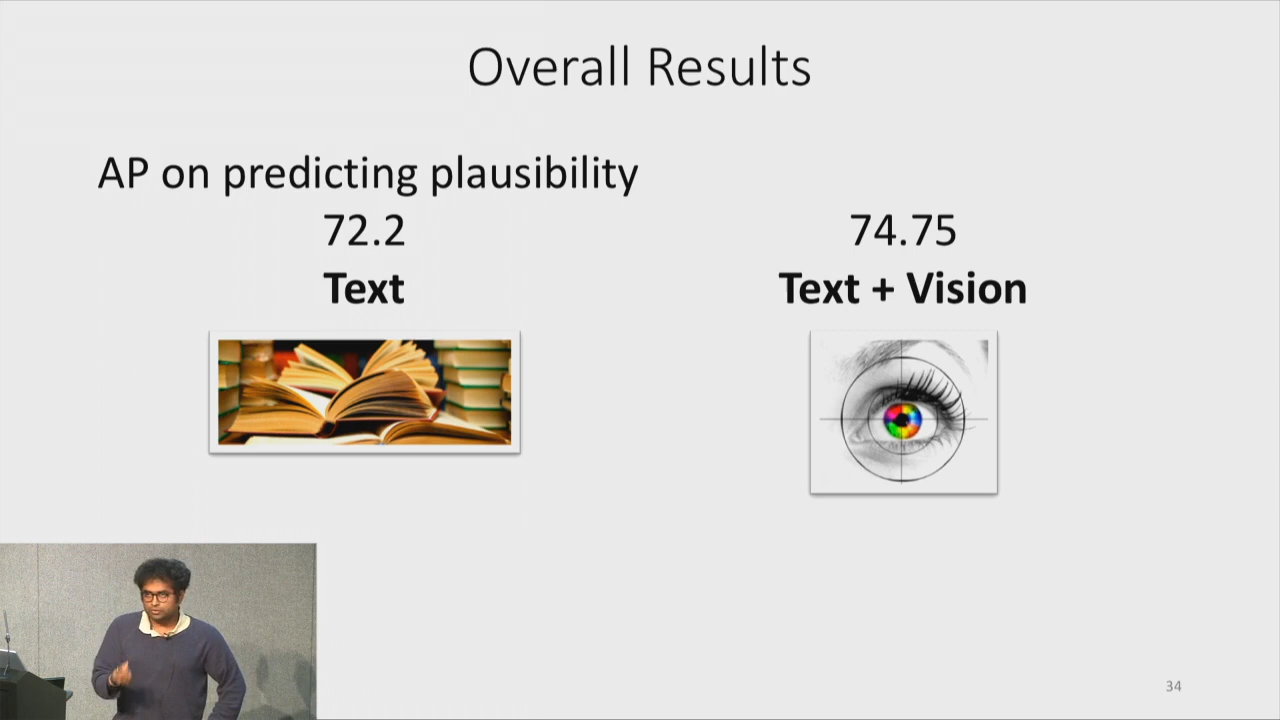 Overall Results
AP on predicting plausibility
72.2
74.75
Text
Text + Vision
34